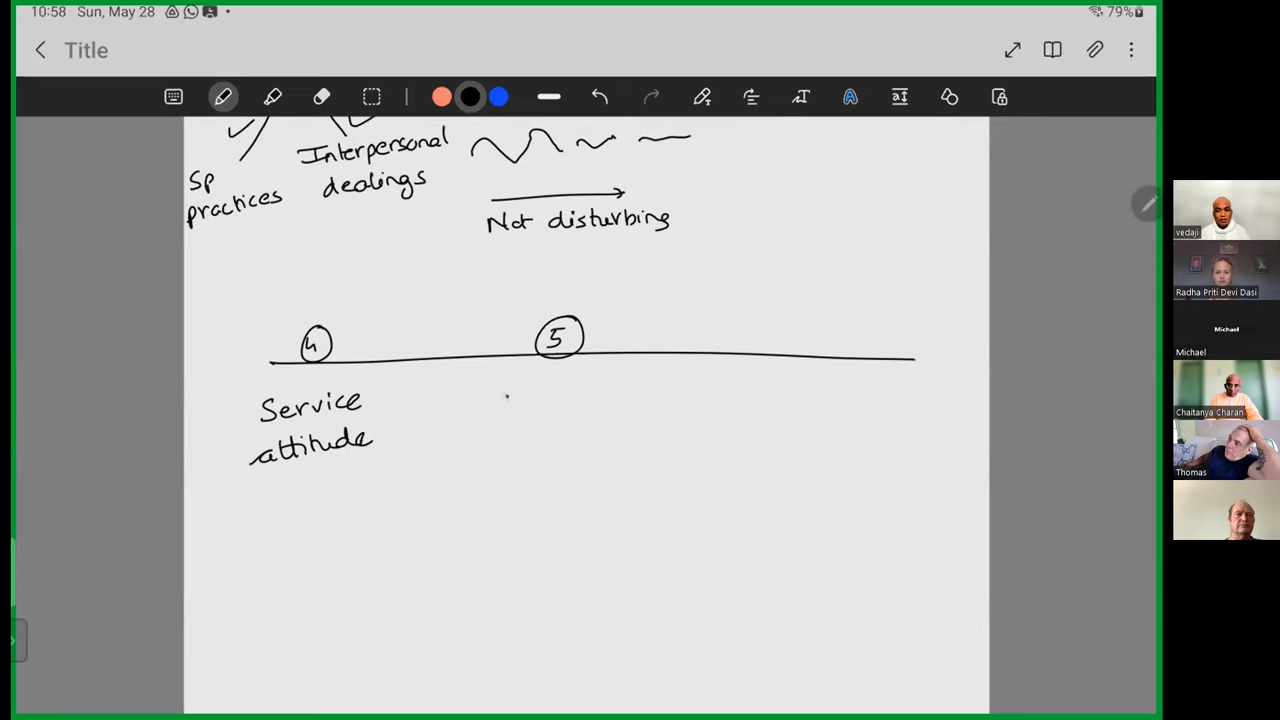 10:58 Sun, May 28
79%
Title
Interpersonal
dealings
Sp
practices
Not disturbing
4
5
Service
attitude
vedaji
Radha Priti Devi Dasi
Michael
Michael
Chaitanya Charan
Thomas